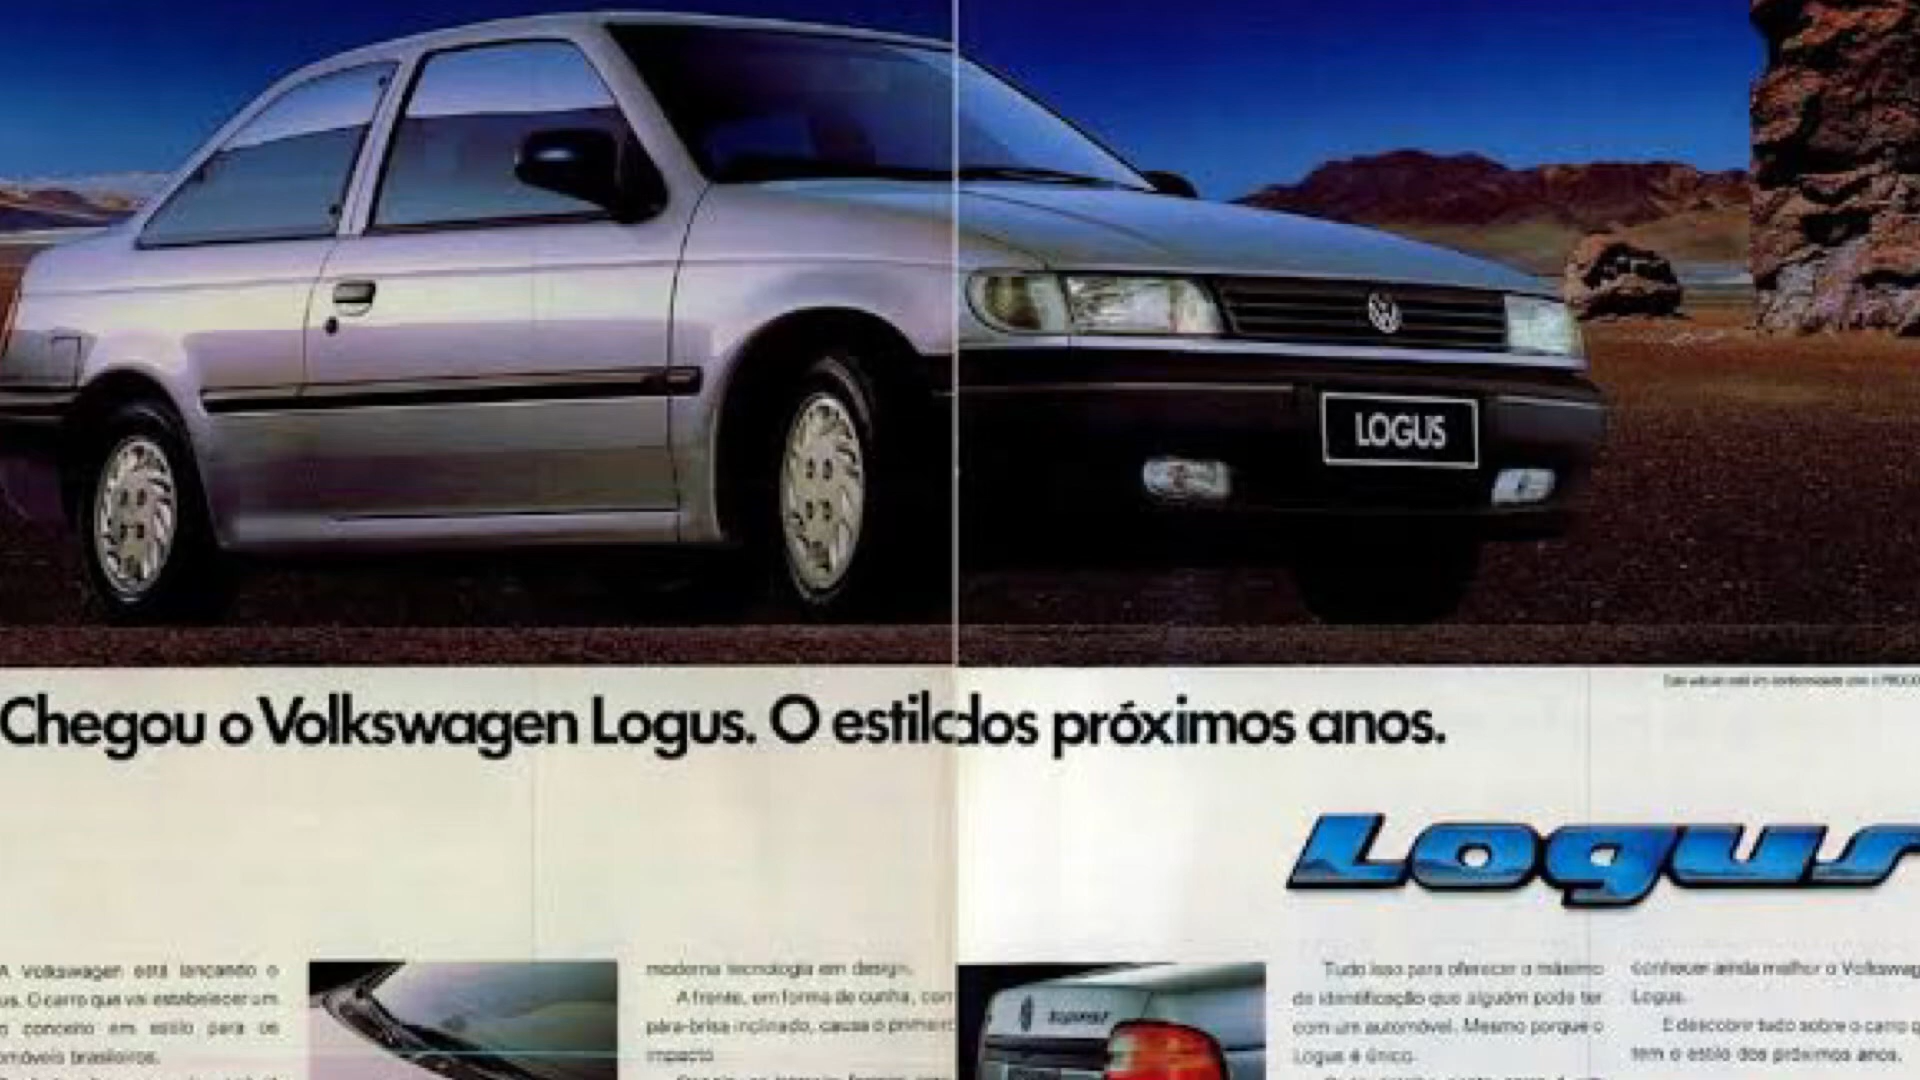 LOGUS
Chegou o Volkswagen Logus. O estilo dos próximos anos.
Logus
A Volkswagen está lançando o
us. O carro que vai estabelecer um
o conceito em estilo para os
omóveis brasileiros.
moderna tecnologia em design.
A frente, em forma de cunha, com
pára-brisa inclinado, causa o primeiro
impacto
Tudo isso para oferecer o máximo
de identificação que alguém pode ter
com um automóvel. Mesmo porque o
Logus é único.
conhecer ainda melhor o Volkswag
Logus.
E descobrir tudo sobre o carro q
tem o estilo dos próximos anos.